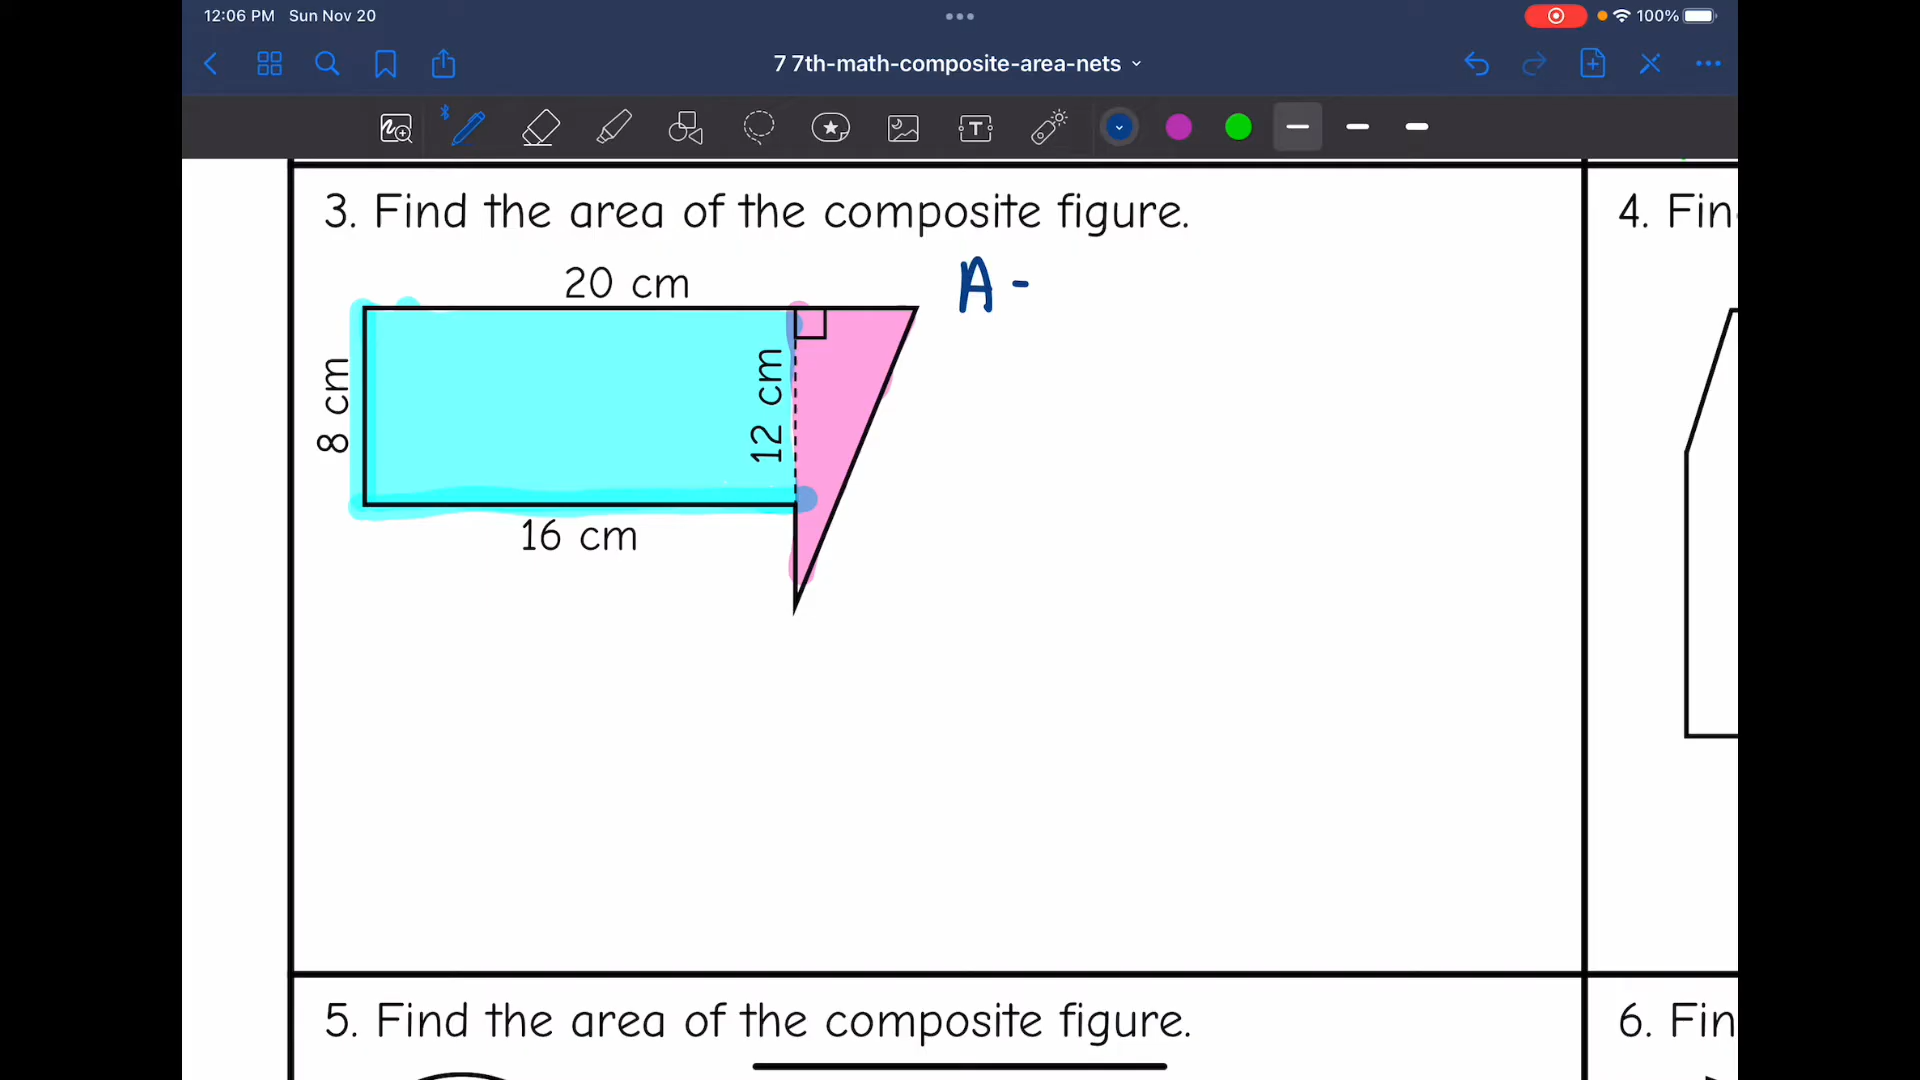 12:06 PM Sun Nov 20
100%
7 7th-math-composite-area-nets
T
3. Find the area of the composite figure.
4. Fin
20 cm
A -
8 cm
12 cm
16 cm
5. Find the area of the composite figure.
6. Fin